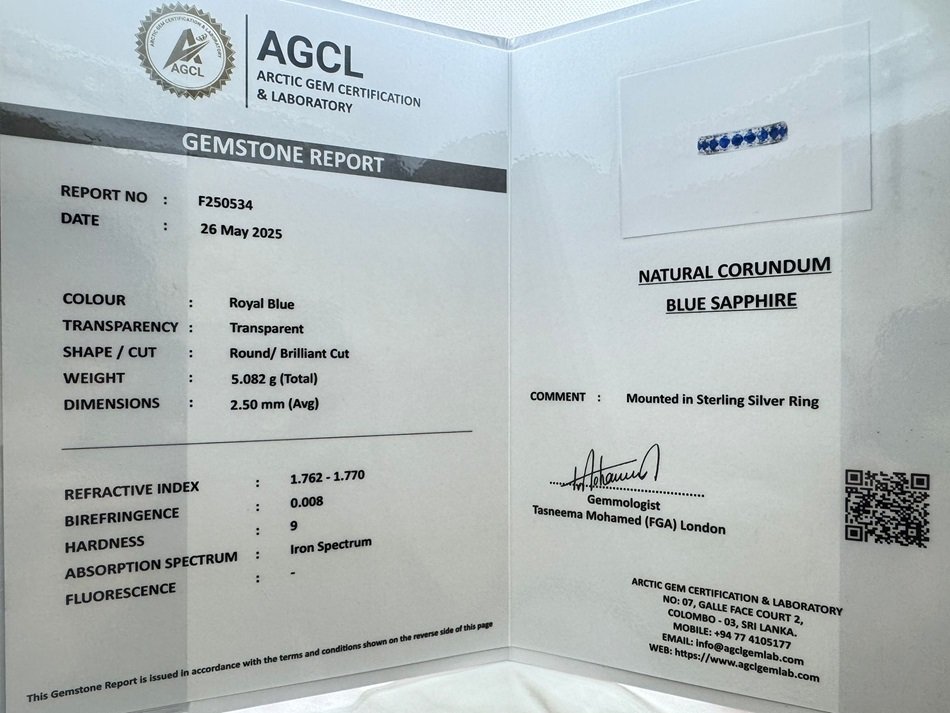 ARCTIC GEM CERTIFICATION & LABORATORY
AGCL
AGCL
ARCTIC GEM CERTIFICATION
& LABORATORY
GEMSTONE REPORT
REPORT NO : F250534
DATE : 26 May 2025
COLOUR : Royal Blue
TRANSPARENCY : Transparent
SHAPE / CUT : Round/ Brilliant Cut
WEIGHT : 5.082 g (Total)
DIMENSIONS : 2.50 mm (Avg)
REFRACTIVE INDEX : 1.762 - 1.770
BIREFRINGENCE : 0.008
HARDNESS : 9
ABSORPTION SPECTRUM : Iron Spectrum
FLUORESCENCE : -
This Gemstone Report is issued in accordance with the terms and conditions shown on the reverse side of this page
NATURAL CORUNDUM
BLUE SAPPHIRE
COMMENT : Mounted in Sterling Silver Ring
Gemmologist
Tasneema Mohamed (FGA) London
ARCTIC GEM CERTIFICATION & LABORATORY
NO: 07, GALLE FACE COURT 2,
COLOMBO - 03, SRI LANKA.
MOBILE: +94 77 4105177
EMAIL: info@agclgemlab.com
WEB: https://www.agclgemlab.com